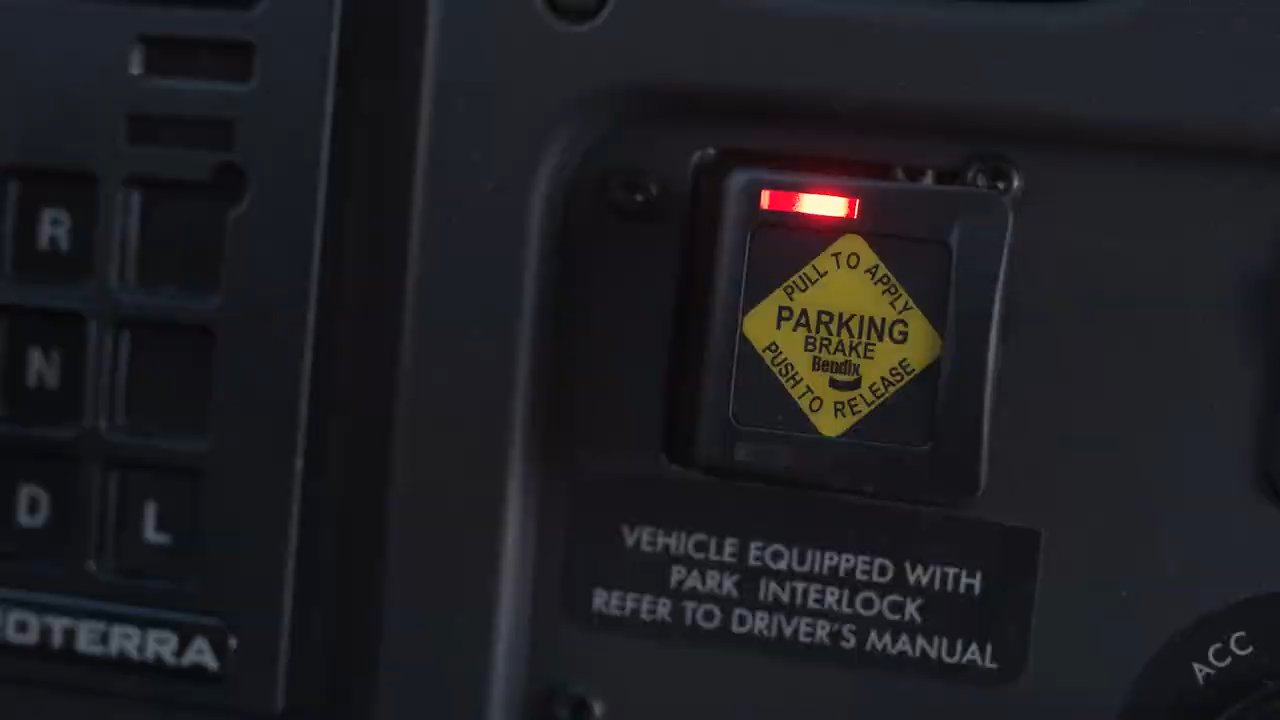 R
N
D L
OTERRA
PULL TO APPLY
PARKING
BRAKE
Bendix
PUSH TO RELEASE
VEHICLE EQUIPPED WITH
PARK INTERLOCK
REFER TO DRIVER'S MANUAL
ACC